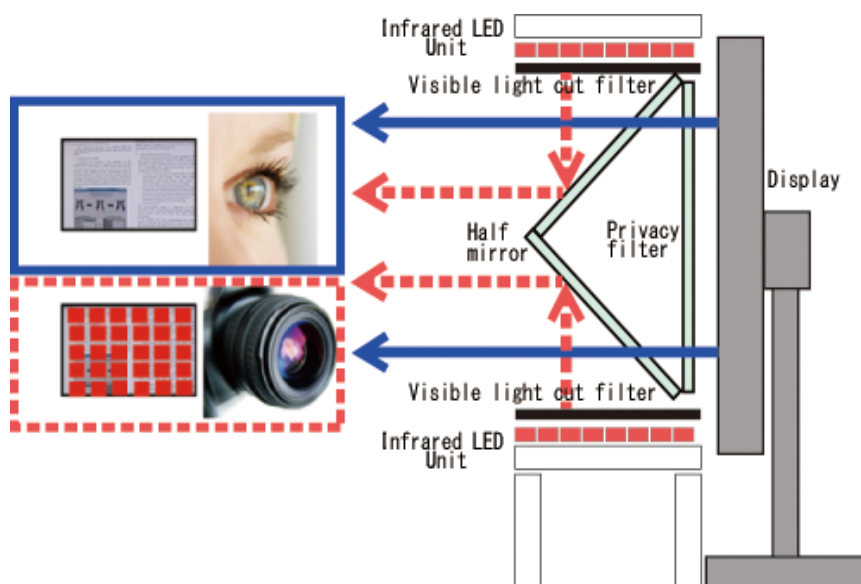 Infrared LED
Unit
Visible light cut filter
Display
Half
mirror
Privacy
filter
Visible light cut filter
Infrared LED
Unit